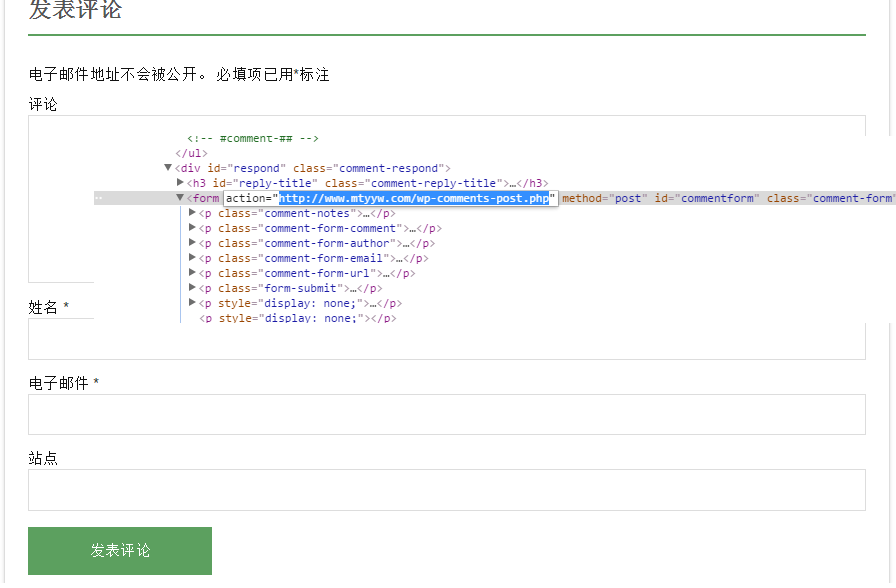 发表评论
电子邮件地址不会被公开。 必填项已用*标注
评论
<!-- #comment-## -->
</ul>
▼<div id="respond" class="comment-respond">
▶<h3 id="reply-title" class="comment-reply-title">…</h3>
▼<form action="http://www.mtyyw.com/wp-comments-post.php" method="post" id="commentform" class="comment-form"
▶<p class="comment-notes">…</p>
▶<p class="comment-form-comment">…</p>
▶<p class="comment-form-author">…</p>
▶<p class="comment-form-email">…</p>
▶<p class="comment-form-url">…</p>
▶<p class="form-submit">…</p>
▶<p style="display: none;">…</p>
<p style="display: none;"></p>
姓名 *
电子邮件 *
站点
发表评论